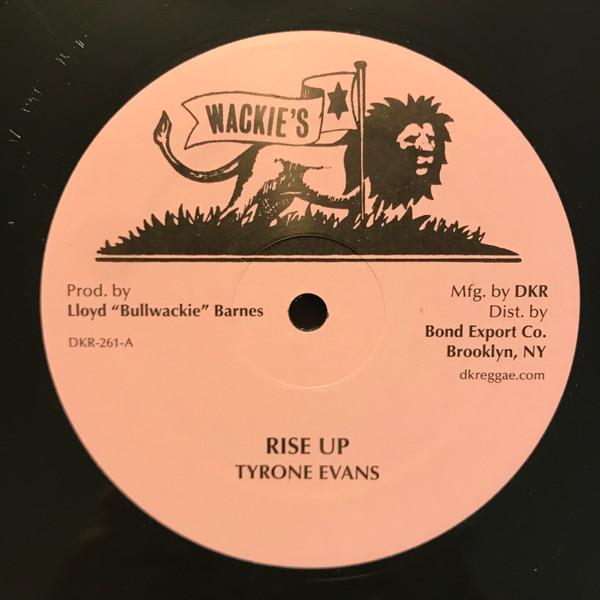 WACKIE'S
Prod. by
Lloyd "Bullwackie" Barnes
DKR-261-A
Mfg. by DKR
Dist. by
Bond Export Co.
Brooklyn, NY
dkreggae.com
RISE UP
TYRONE EVANS